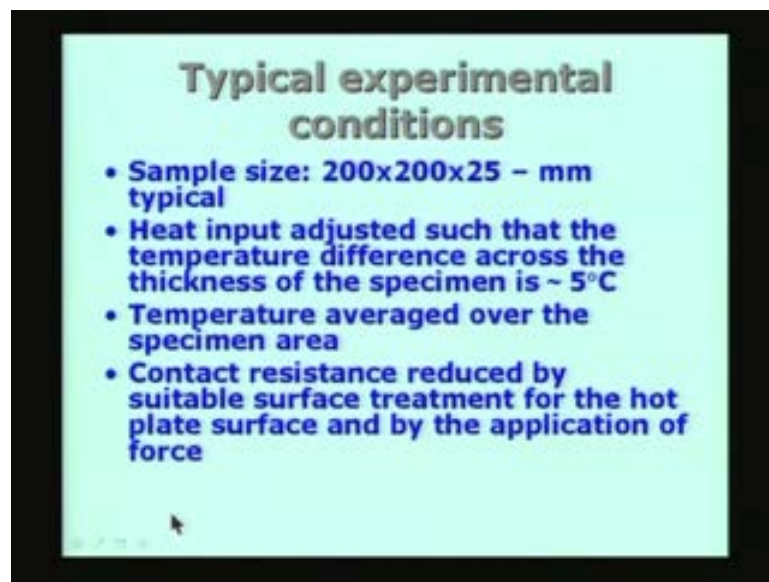 Typical experimental
conditions
• Sample size: 200x200x25 – mm
typical
• Heat input adjusted such that the
temperature difference across the
thickness of the specimen is ~ 5°C
• Temperature averaged over the
specimen area
• Contact resistance reduced by
suitable surface treatment for the hot
plate surface and by the application of
force